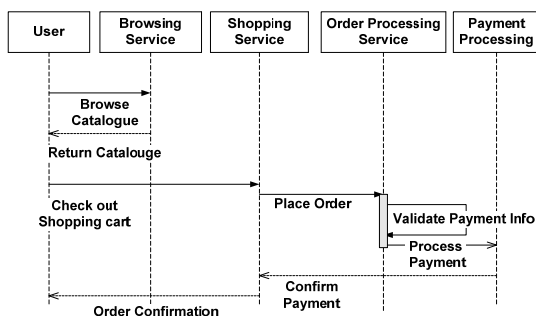 User
Browsing
Service
Shopping
Service
Order Processing
Service
Payment
Processing
Browse
Catalogue
Return Catalouge
Check out
Shopping cart
Place Order
Validate Payment Info
Process
Payment
Confirm
Payment
Order Confirmation